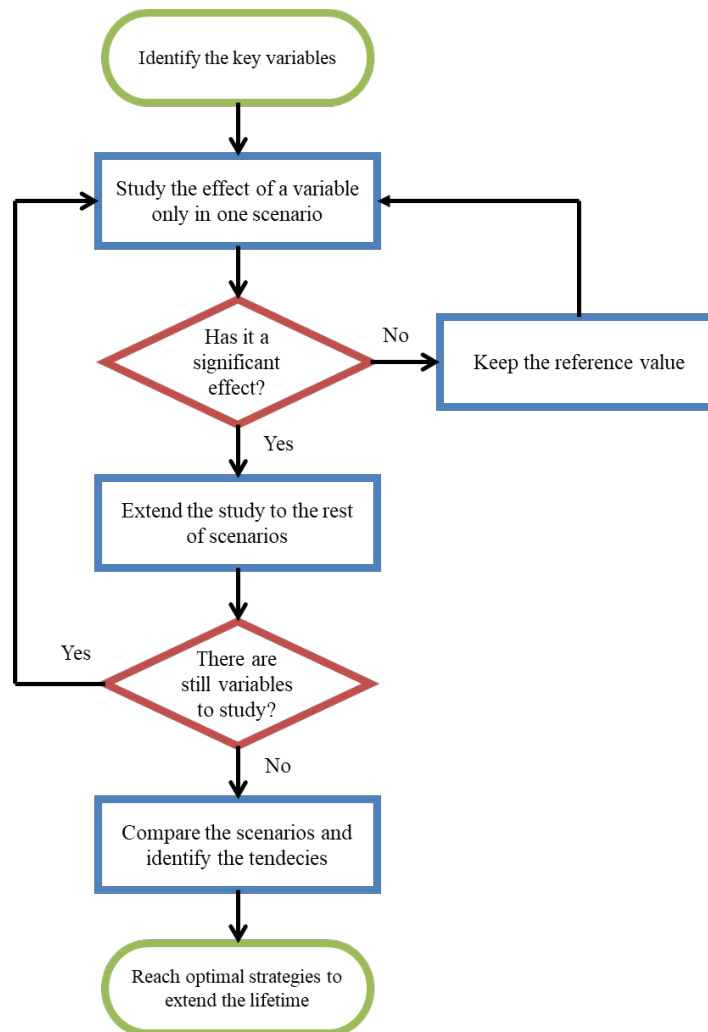 Identify the key variables
Study the effect of a variable
only in one scenario
Has it a
significant
effect?
No
Keep the reference value
Yes
Extend the study to the rest
of scenarios
Yes
There are
still variables
to study?
No
Compare the scenarios and
identify the tendecies
Reach optimal strategies to
extend the lifetime